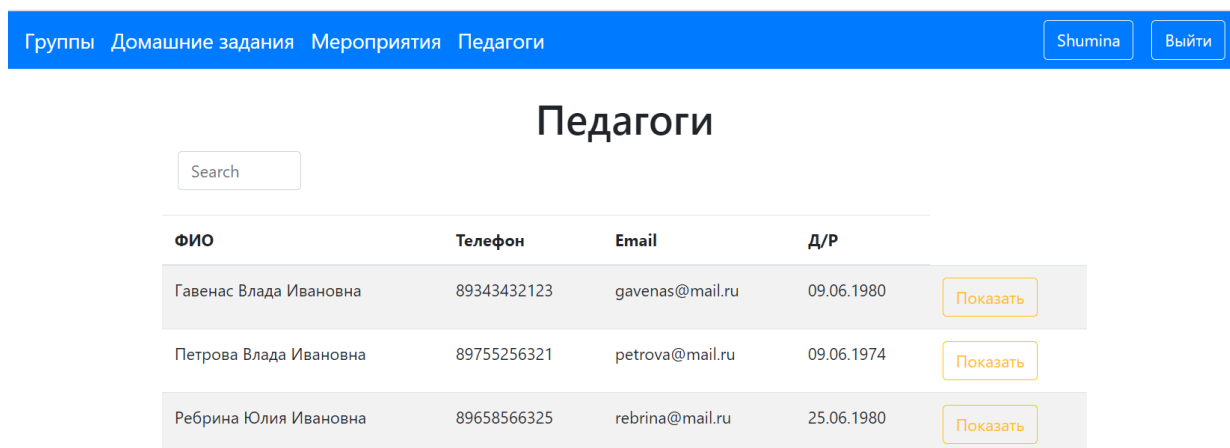 Группы Домашние задания Мероприятия Педагоги Shumina Выйти
Педагоги
Search
ФИО Телефон Email Д/Р
Гавенас Влада Ивановна 89343432123 gavenas@mail.ru 09.06.1980 Показать
Петрова Влада Ивановна 89755256321 petrova@mail.ru 09.06.1974 Показать
Ребрина Юлия Ивановна 89658566325 rebrina@mail.ru 25.06.1980 Показать